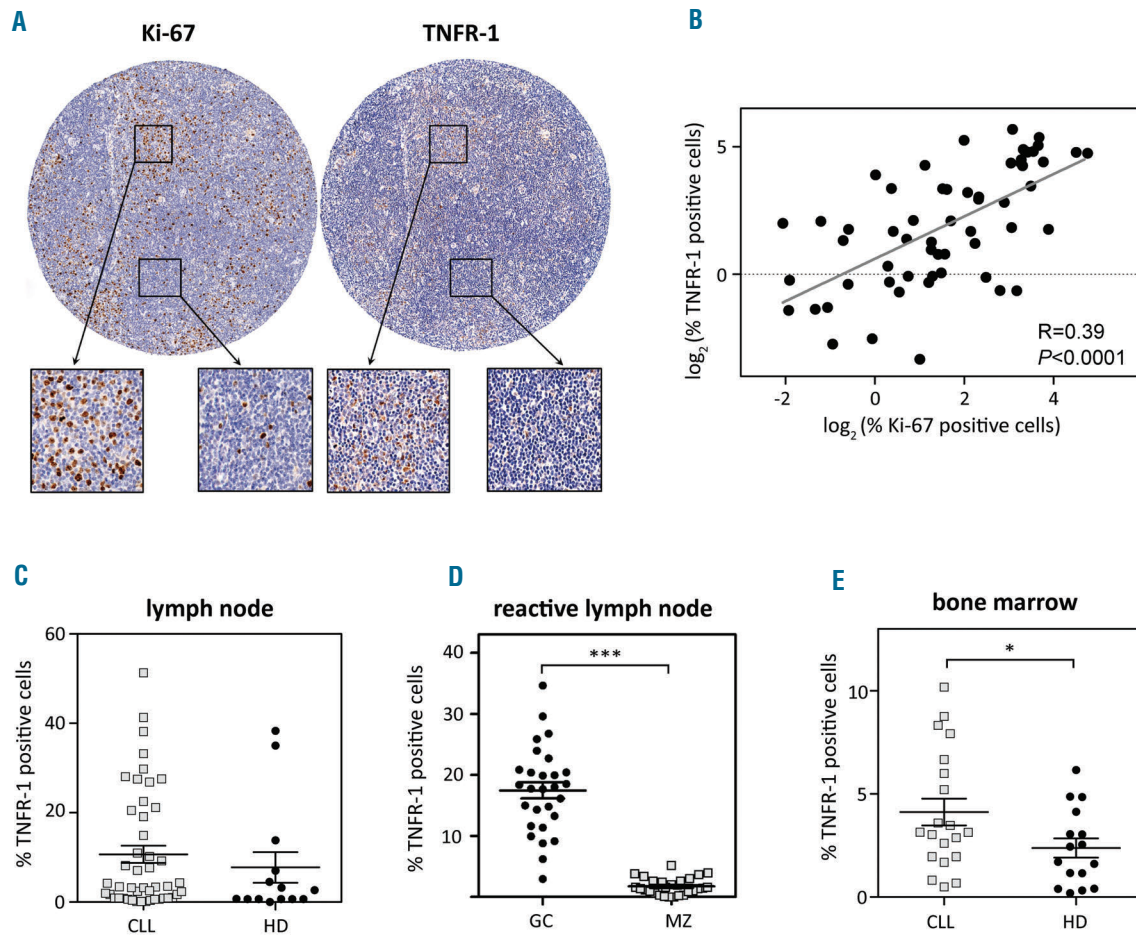 A
Ki-67
TNFR-1
B
log2 (% TNFR-1 positive cells)
5
0
-2
0
2
4
R=0.39
P<0.0001
log2 (% Ki-67 positive cells)
C
lymph node
% TNFR-1 positive cells
60
40
20
0
CLL
HD
D
reactive lymph node
% TNFR-1 positive cells
40
30
20
10
***
GC
MZ
E
bone marrow
% TNFR-1 positive cells
10
5
0
*
CLL
HD